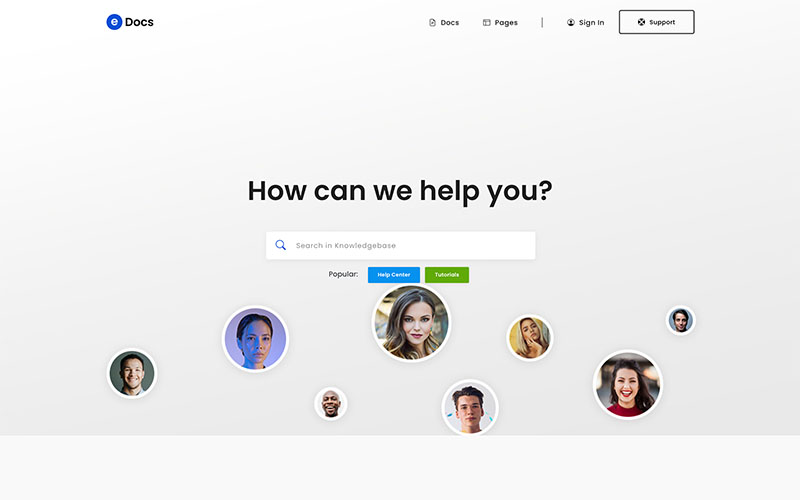 e Docs
Docs Pages Sign In Support
How can we help you?
Search in Knowledgebase
Popular: Help Center Tutorials